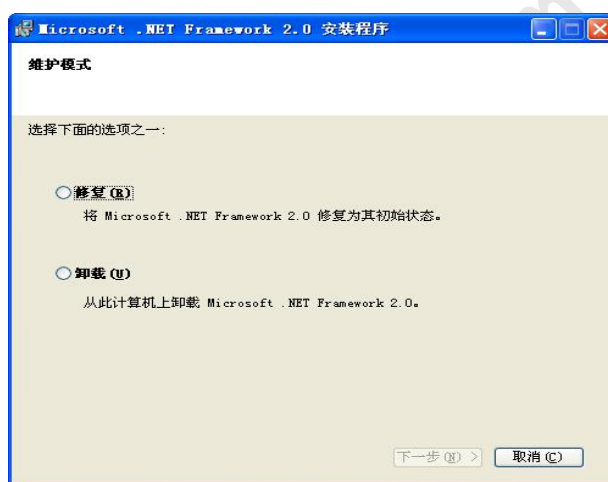 Microsoft .NET Framework 2.0 安装程序
维护模式
选择下面的选项之一:
修复(R)
将 Microsoft .NET Framework 2.0 修复为其初始状态。
卸载(U)
从此计算机上卸载 Microsoft .NET Framework 2.0。
下一步(N) >
取消(C)